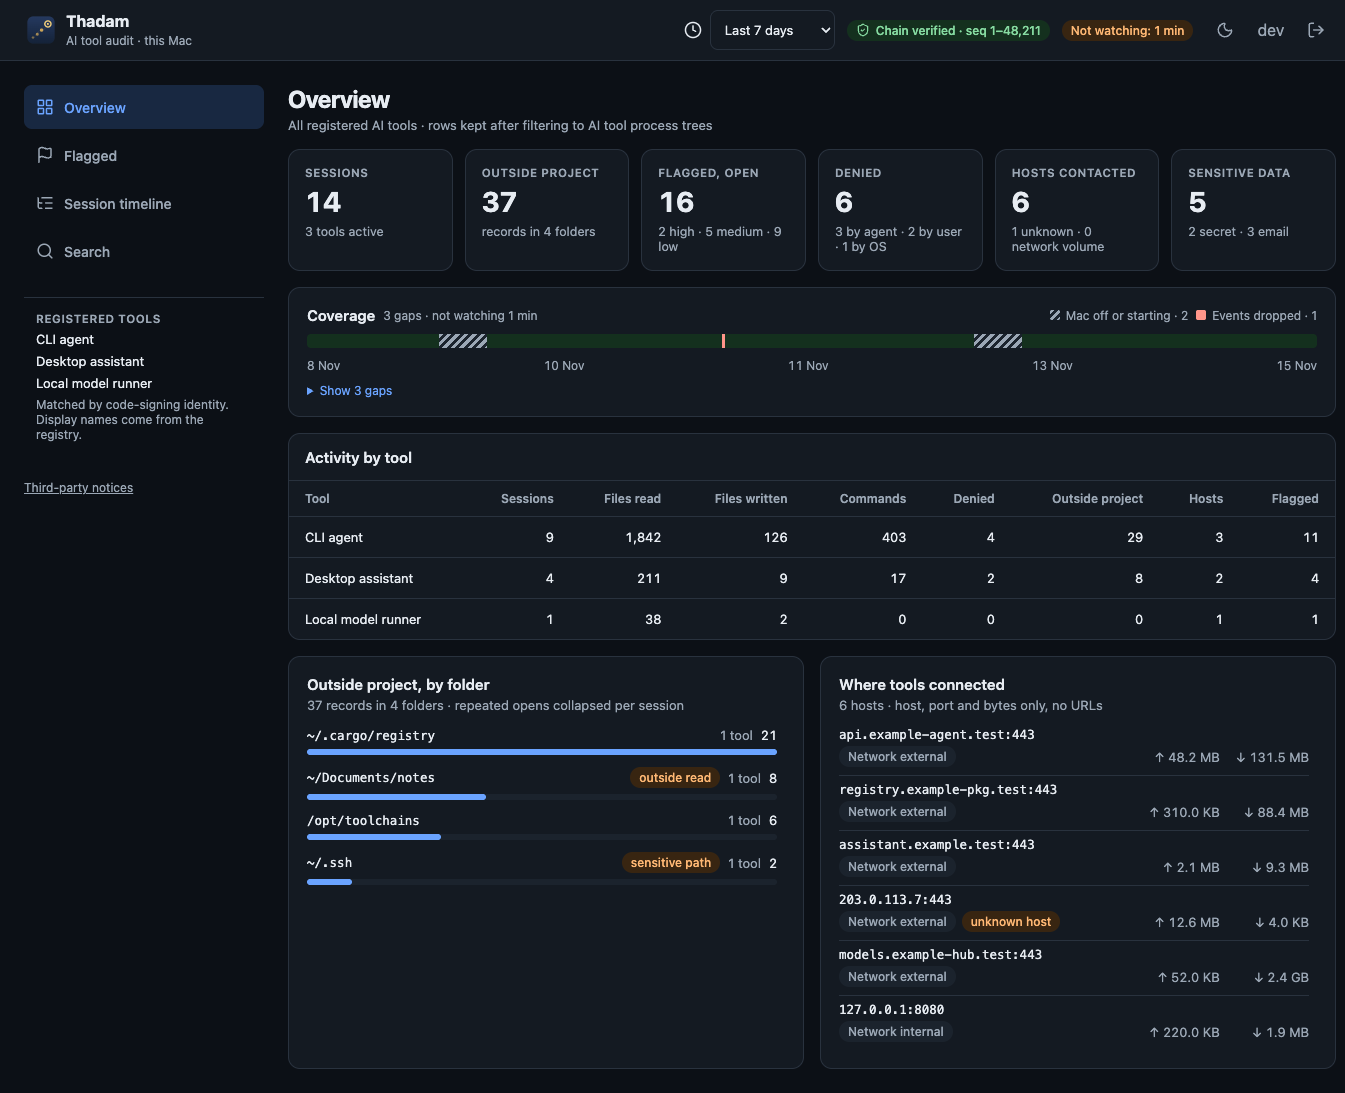 Thadam
AI tool audit · this Mac
Last 7 days
Chain verified · seq 1–48,211
Not watching: 1 min
dev
Overview
Flagged
Session timeline
Search
REGISTERED TOOLS
CLI agent
Desktop assistant
Local model runner
Matched by code-signing identity.
Display names come from the
registry.
Third-party notices
Overview
All registered AI tools · rows kept after filtering to AI tool process trees
SESSIONS
14
3 tools active
OUTSIDE PROJECT
37
records in 4 folders
FLAGGED, OPEN
16
2 high · 5 medium · 9
low
DENIED
6
3 by agent · 2 by user
· 1 by OS
HOSTS CONTACTED
6
1 unknown · 0
network volume
SENSITIVE DATA
5
2 secret · 3 email
Coverage 3 gaps · not watching 1 min
Mac off or starting · 2 Events dropped · 1
8 Nov 10 Nov 11 Nov 13 Nov 15 Nov
Show 3 gaps
Activity by tool
Tool Sessions Files read Files written Commands Denied Outside project Hosts Flagged
CLI agent 9 1,842 126 403 4 29 3 11
Desktop assistant 4 211 9 17 2 8 2 4
Local model runner 1 38 2 0 0 0 1 1
Outside project, by folder
37 records in 4 folders · repeated opens collapsed per session
~/.cargo/registry 1 tool 21
~/Documents/notes outside read 1 tool 8
/opt/toolchains 1 tool 6
~/.ssh sensitive path 1 tool 2
Where tools connected
6 hosts · host, port and bytes only, no URLs
api.example-agent.test:443
Network external ↑ 48.2 MB ↓ 131.5 MB
registry.example-pkg.test:443
Network external ↑ 310.0 KB ↓ 88.4 MB
assistant.example.test:443
Network external ↑ 2.1 MB ↓ 9.3 MB
203.0.113.7:443
Network external unknown host ↑ 12.6 MB ↓ 4.0 KB
models.example-hub.test:443
Network external ↑ 52.0 KB ↓ 2.4 GB
127.0.0.1:8080
Network internal ↑ 220.0 KB ↓ 1.9 MB